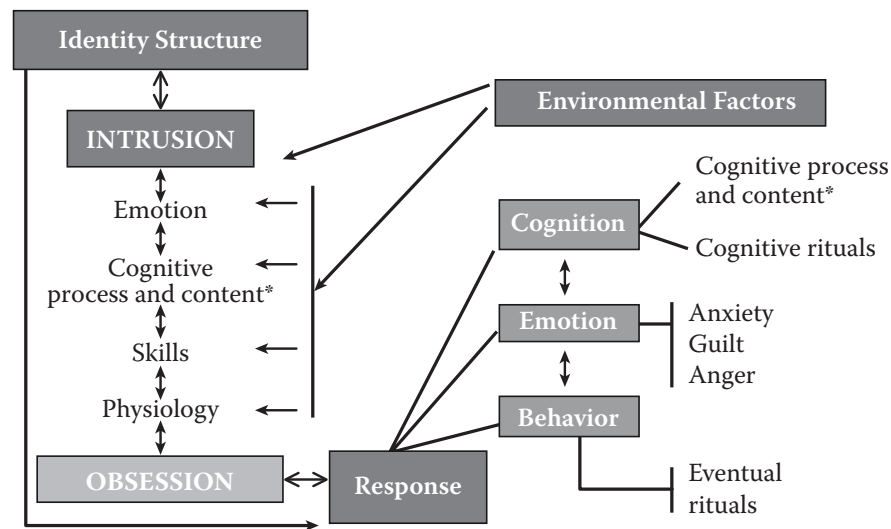 Identity Structure
INTRUSION
Emotion
Cognitive
process and content*
Skills
Physiology
OBSESSION
Response
Environmental Factors
Cognition
Cognitive process
and content*
Cognitive rituals
Emotion
Anxiety
Guilt
Anger
Behavior
Eventual
rituals